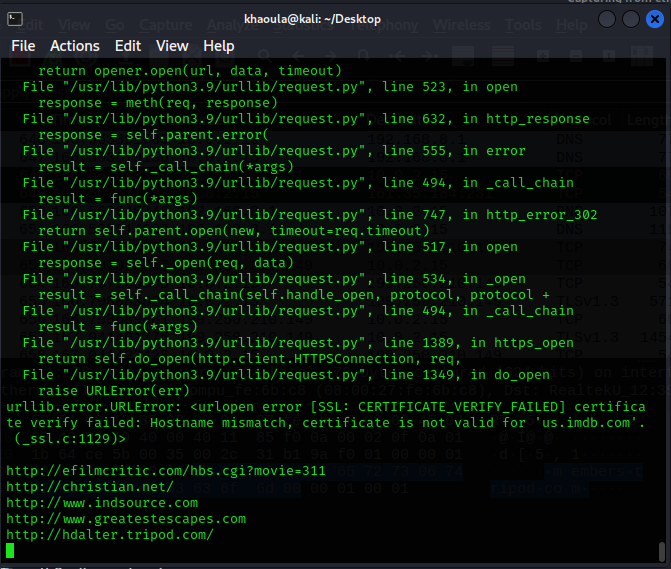 khaoula@kali: ~/Desktop
File Actions Edit View Help
return opener.open(url, data, timeout)
File "/usr/lib/python3.9/urllib/request.py", line 523, in open
response = meth(req, response)
File "/usr/lib/python3.9/urllib/request.py", line 632, in http_response
response = self.parent.error(
File "/usr/lib/python3.9/urllib/request.py", line 555, in error
result = self._call_chain(*args)
File "/usr/lib/python3.9/urllib/request.py", line 494, in _call_chain
result = func(*args)
File "/usr/lib/python3.9/urllib/request.py", line 747, in http_error_302
return self.parent.open(new, timeout=req.timeout)
File "/usr/lib/python3.9/urllib/request.py", line 517, in open
response = self._open(req, data)
File "/usr/lib/python3.9/urllib/request.py", line 534, in _open
result = self._call_chain(self.handle_open, protocol, protocol +
File "/usr/lib/python3.9/urllib/request.py", line 494, in _call_chain
result = func(*args)
File "/usr/lib/python3.9/urllib/request.py", line 1389, in https_open
return self.do_open(http.client.HTTPSConnection, req,
File "/usr/lib/python3.9/urllib/request.py", line 1349, in do_open
raise URLError(err)
urllib.error.URLError: <urlopen error [SSL: CERTIFICATE_VERIFY_FAILED] certifica
te verify failed: Hostname mismatch, certificate is not valid for 'us.imdb.com'.
(_ssl.c:1129)>
http://efilmcritic.com/hbs.cgi?movie=311
http://christian.net/
http://www.indsource.com
http://www.greatestescapes.com
http://hdalter.tripod.com/